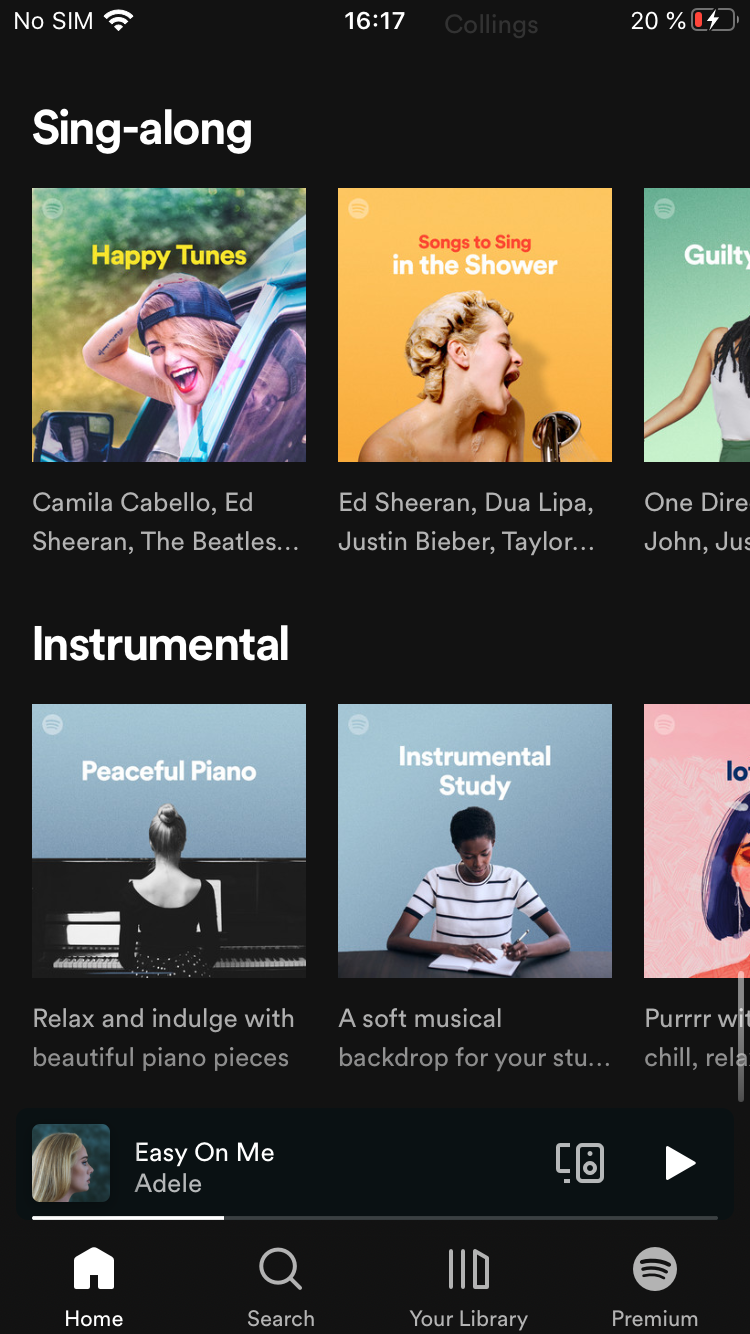 No SIM 16:17 20 %
Collings
Sing-along
Happy Tunes
Songs to Sing
in the Shower
Guilty
Camila Cabello, Ed
Sheeran, The Beatles...
Ed Sheeran, Dua Lipa,
Justin Bieber, Taylor...
One Dire
John, Jus
Instrumental
Peaceful Piano
Instrumental
Study
lo
Relax and indulge with
beautiful piano pieces
A soft musical
backdrop for your stu...
Purrr wit
chill, rela
Easy On Me
Adele
Home
Search
Your Library
Premium